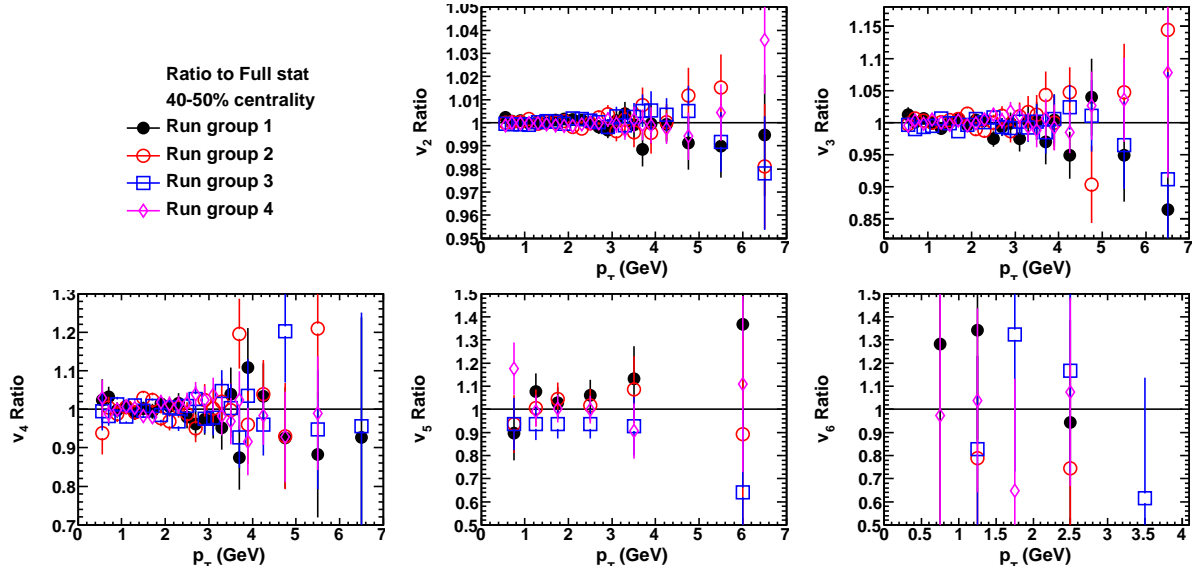 Ratio to Full stat
40-50% centrality
Run group 1
Run group 2
Run group 3
Run group 4
v2 Ratio
1.05
1.04
1.03
1.02
1.01
1
0.99
0.98
0.97
0.96
0.95
0 1 2 3 4 5 6 7
pT (GeV)
v3 Ratio
1.15
1.1
1.05
1
0.95
0.9
0.85
0 1 2 3 4 5 6 7
pT (GeV)
v4 Ratio
1.3
1.2
1.1
1
0.9
0.8
0.7
0 1 2 3 4 5 6 7
pT (GeV)
v5 Ratio
1.5
1.4
1.3
1.2
1.1
1
0.9
0.8
0.7
0.6
0.5
0 1 2 3 4 5 6 7
pT (GeV)
v6 Ratio
1.5
1.4
1.3
1.2
1.1
1
0.9
0.8
0.7
0.6
0.5
0 0.5 1 1.5 2 2.5 3 3.5 4
pT (GeV)